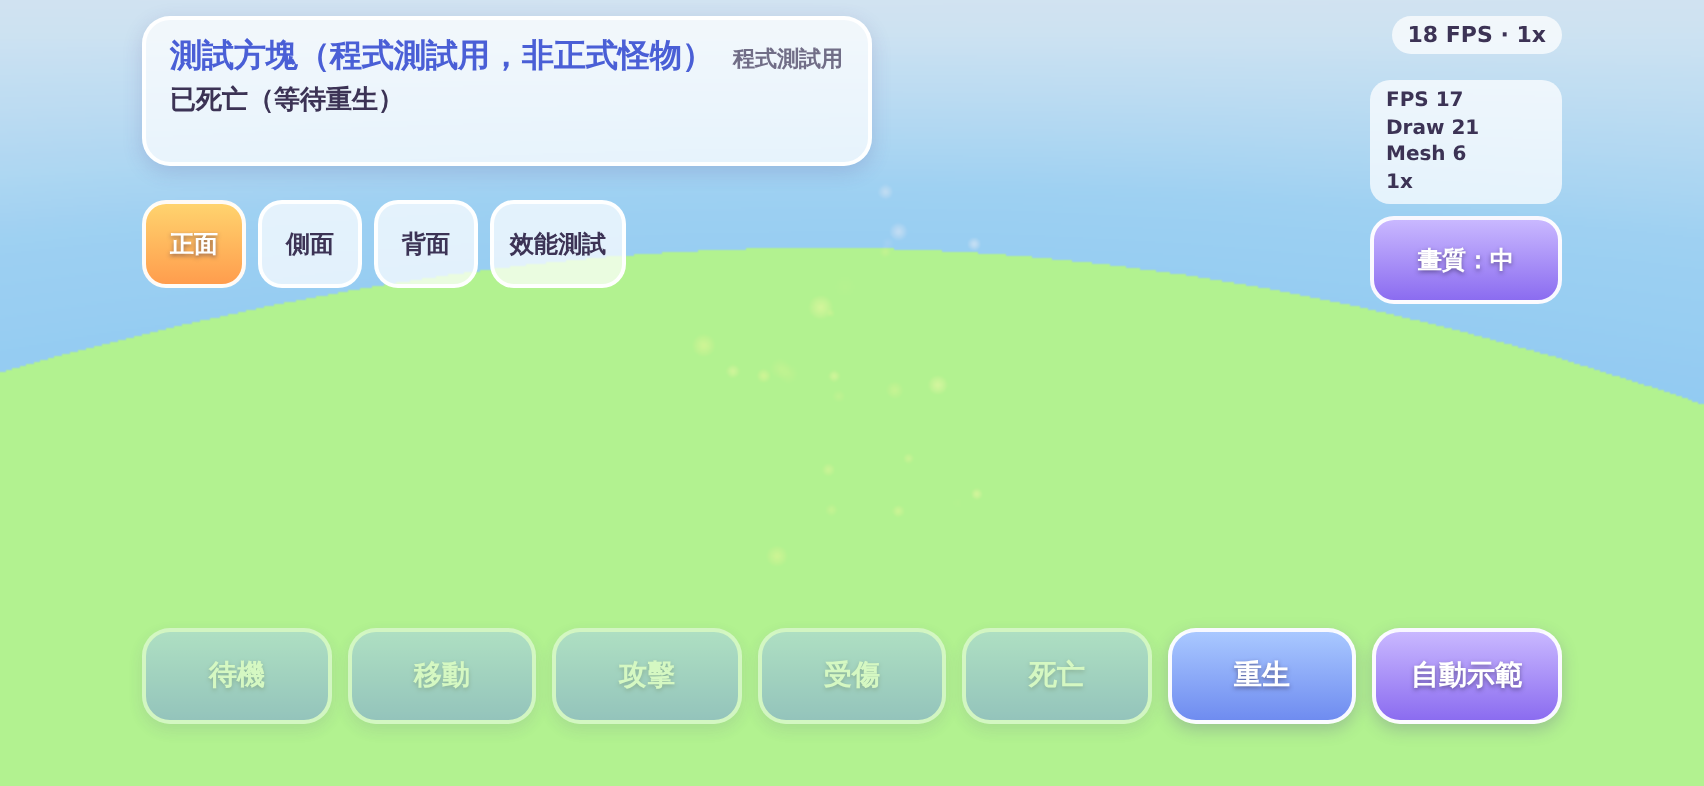 測試方塊（程式測試用，非正式怪物） 程式測試用
已死亡（等待重生）
18 FPS · 1x
FPS 17
Draw 21
Mesh 6
1x
正面
側面
背面
效能測試
畫質：中
待機
移動
攻擊
受傷
死亡
重生
自動示範